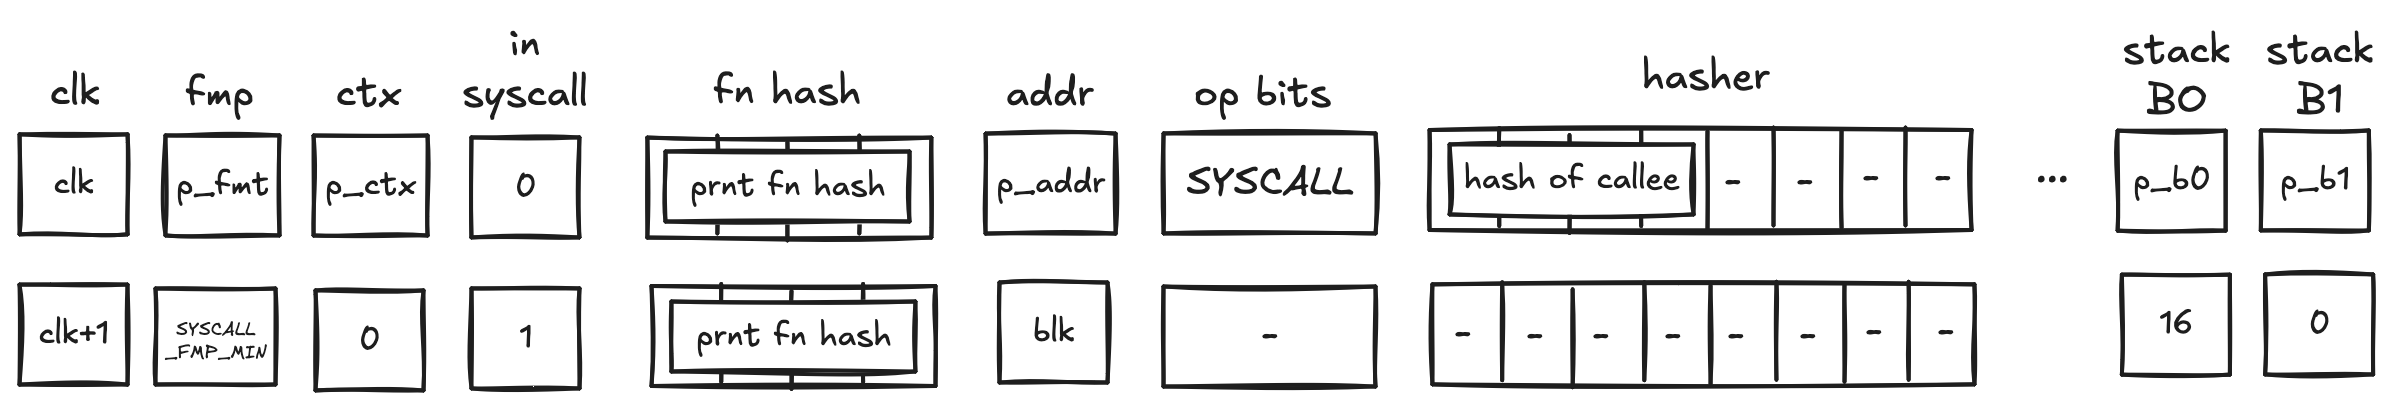 in
stack
stack
clk
fmp
ctx
syscall
fn hash
addr
op bits
hasher
B0
B1
clk
p_fmt
p_ctx
0
prnt fn hash
p_addr
SYSCALL
hash of callee
-
-
-
-
...
p_b0
p_b1
clk+1
SYSCALL
_FMP_MIN
0
1
prnt fn hash
blk
-
-
-
-
-
-
-
-
-
16
0